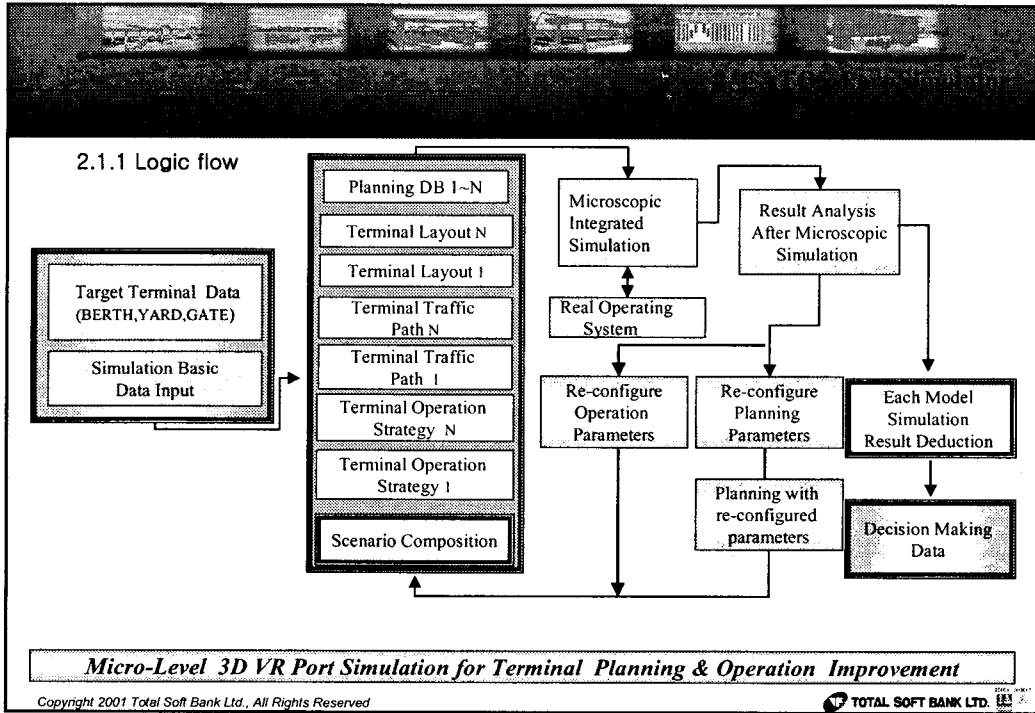 2.1.1 Logic flow
Target Terminal Data
(BERTH,YARD,GATE)
Simulation Basic
Data Input
Planning DB 1~N
Terminal Layout N
Terminal Layout 1
Terminal Traffic
Path N
Terminal Traffic
Path 1
Terminal Operation
Strategy N
Terminal Operation
Strategy 1
Scenario Composition
Microscopic
Integrated
Simulation
Real Operating
System
Result Analysis
After Microscopic
Simulation
Re-configure
Operation
Parameters
Re-configure
Planning
Parameters
Planning with
re-configured
parameters
Each Model
Simulation
Result Deduction
Decision Making
Data
Micro-Level 3D VR Port Simulation for Terminal Planning & Operation Improvement
Copyright 2001 Total Soft Bank Ltd., All Rights Reserved
TOTAL SOFT BANK LTD.